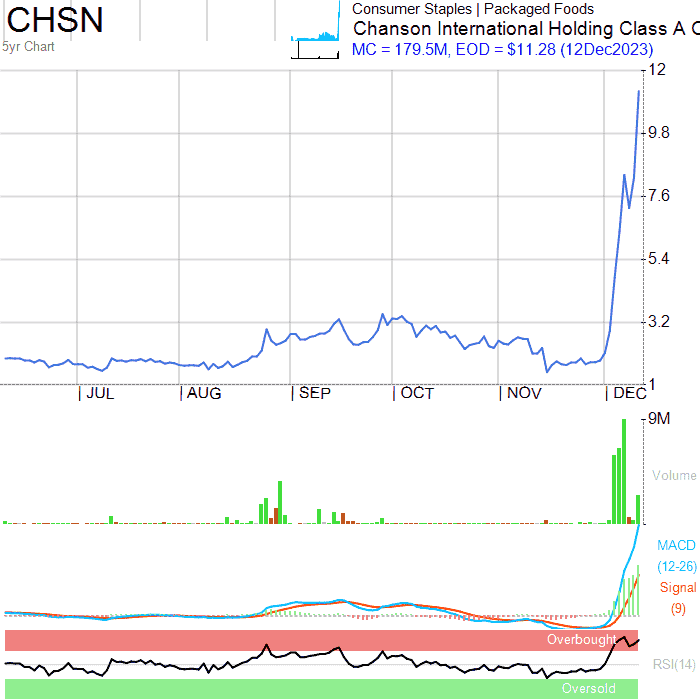 CHSN
Consumer Staples | Packaged Foods
Chanson International Holding Class A O
5yr Chart
MC = 179.5M, EOD = $11.28 (12Dec2023)
12
9.8
7.6
5.4
3.2
1
| JUL | AUG | SEP | OCT | NOV | DEC
9M
Volume
MACD
(12-26)
Signal
(9)
Overbought
RSI(14)
Oversold